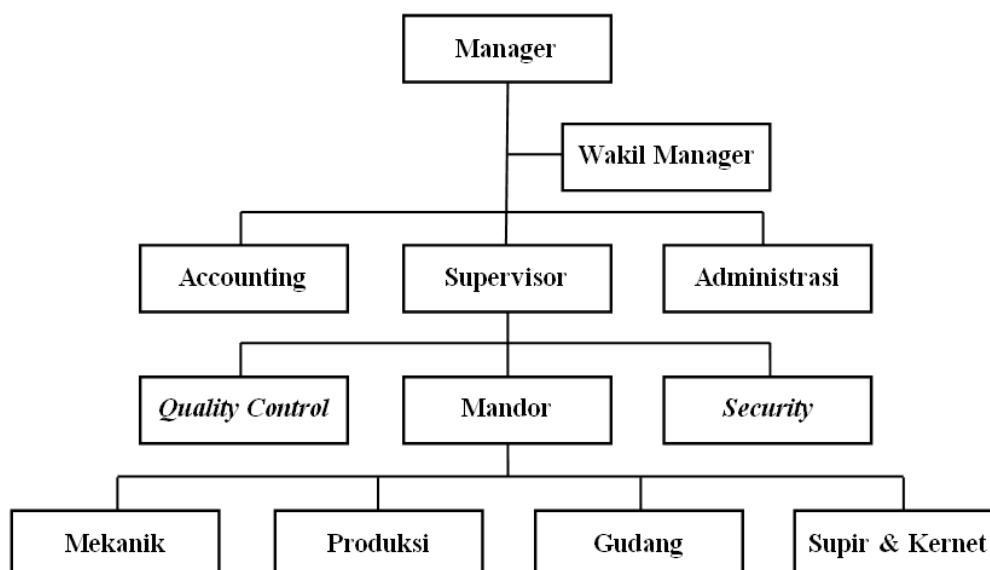 Manager
Wakil Manager
Accounting
Supervisor
Administrasi
Quality Control
Mandor
Security
Mekanik
Produksi
Gudang
Supir & Kernet